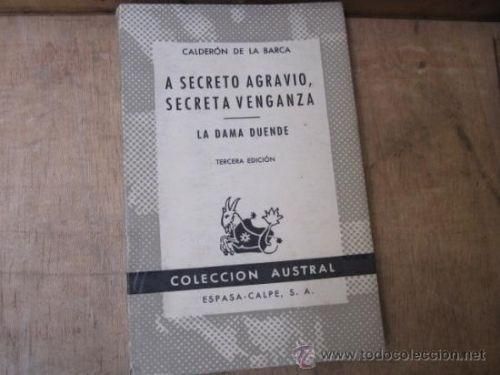 CALDERÓN DE LA BARCA
A SECRETO AGRAVIO,
SECRETA VENGANZA
LA DAMA DUENDE
TERCERA EDICIÓN
COLECCION AUSTRAL
ESPASA-CALPE, S. A.
www.todocoleccion.net